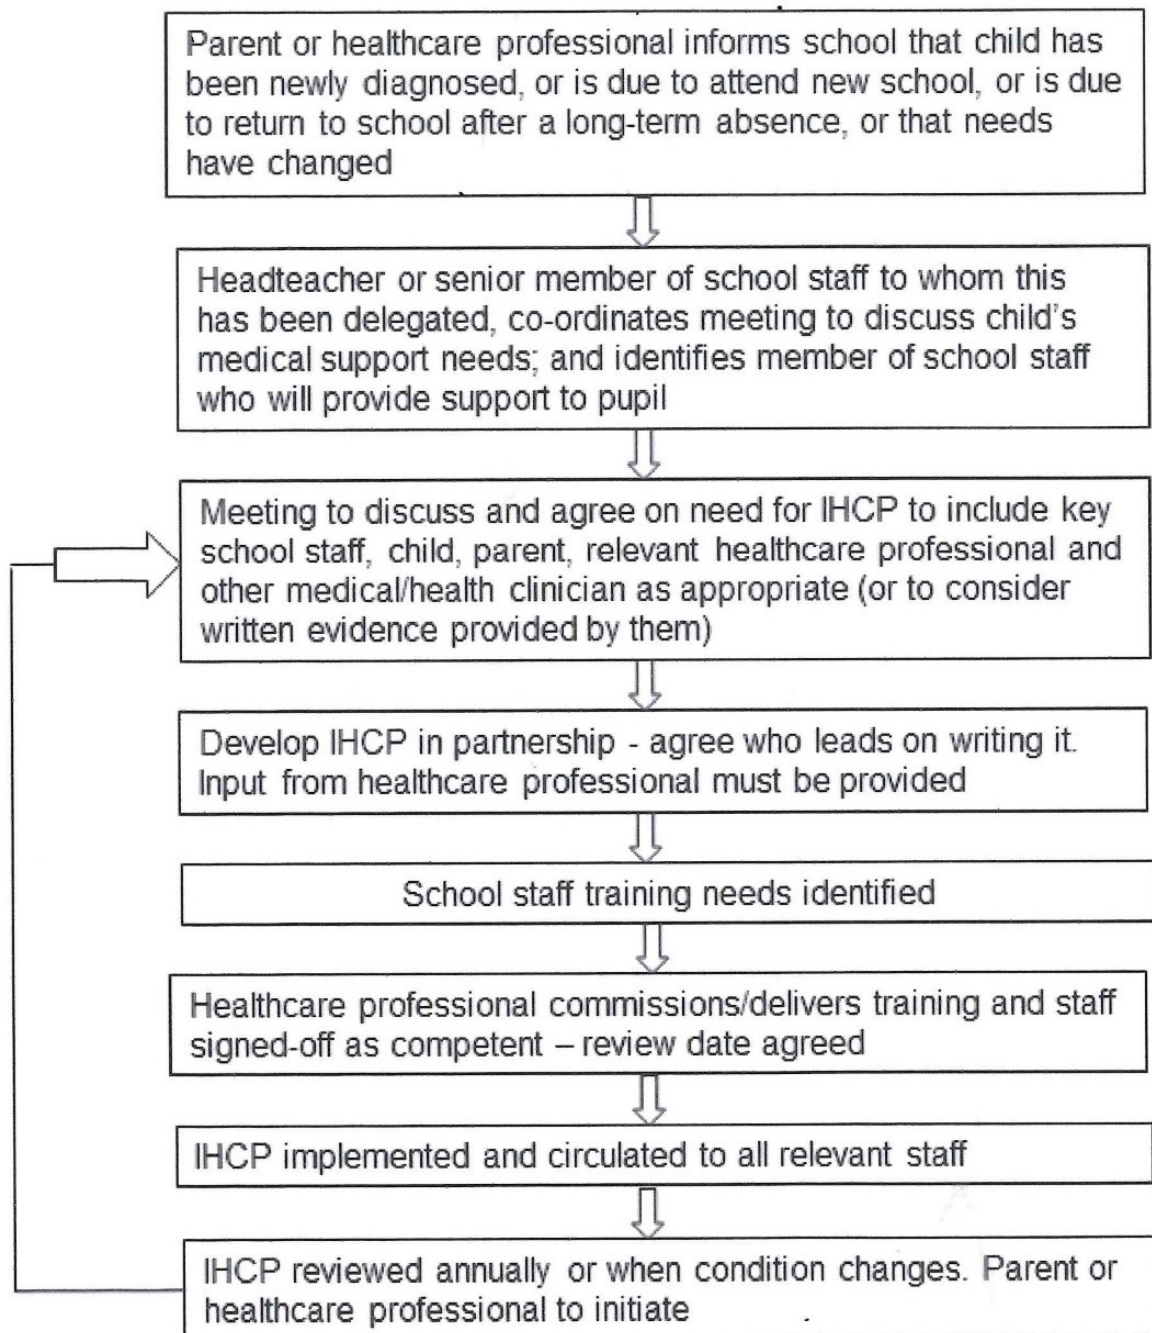 Parent or healthcare professional informs school that child has
been newly diagnosed, or is due to attend new school, or is due
to return to school after a long-term absence, or that needs
have changed
Headteacher or senior member of school staff to whom this
has been delegated, co-ordinates meeting to discuss child's
medical support needs; and identifies member of school staff
who will provide support to pupil
Meeting to discuss and agree on need for IHCP to include key
school staff, child, parent, relevant healthcare professional and
other medical/health clinician as appropriate (or to consider
written evidence provided by them)
Develop IHCP in partnership - agree who leads on writing it.
Input from healthcare professional must be provided
School staff training needs identified
Healthcare professional commissions/delivers training and staff
signed-off as competent – review date agreed
IHCP implemented and circulated to all relevant staff
IHCP reviewed annually or when condition changes. Parent or
healthcare professional to initiate